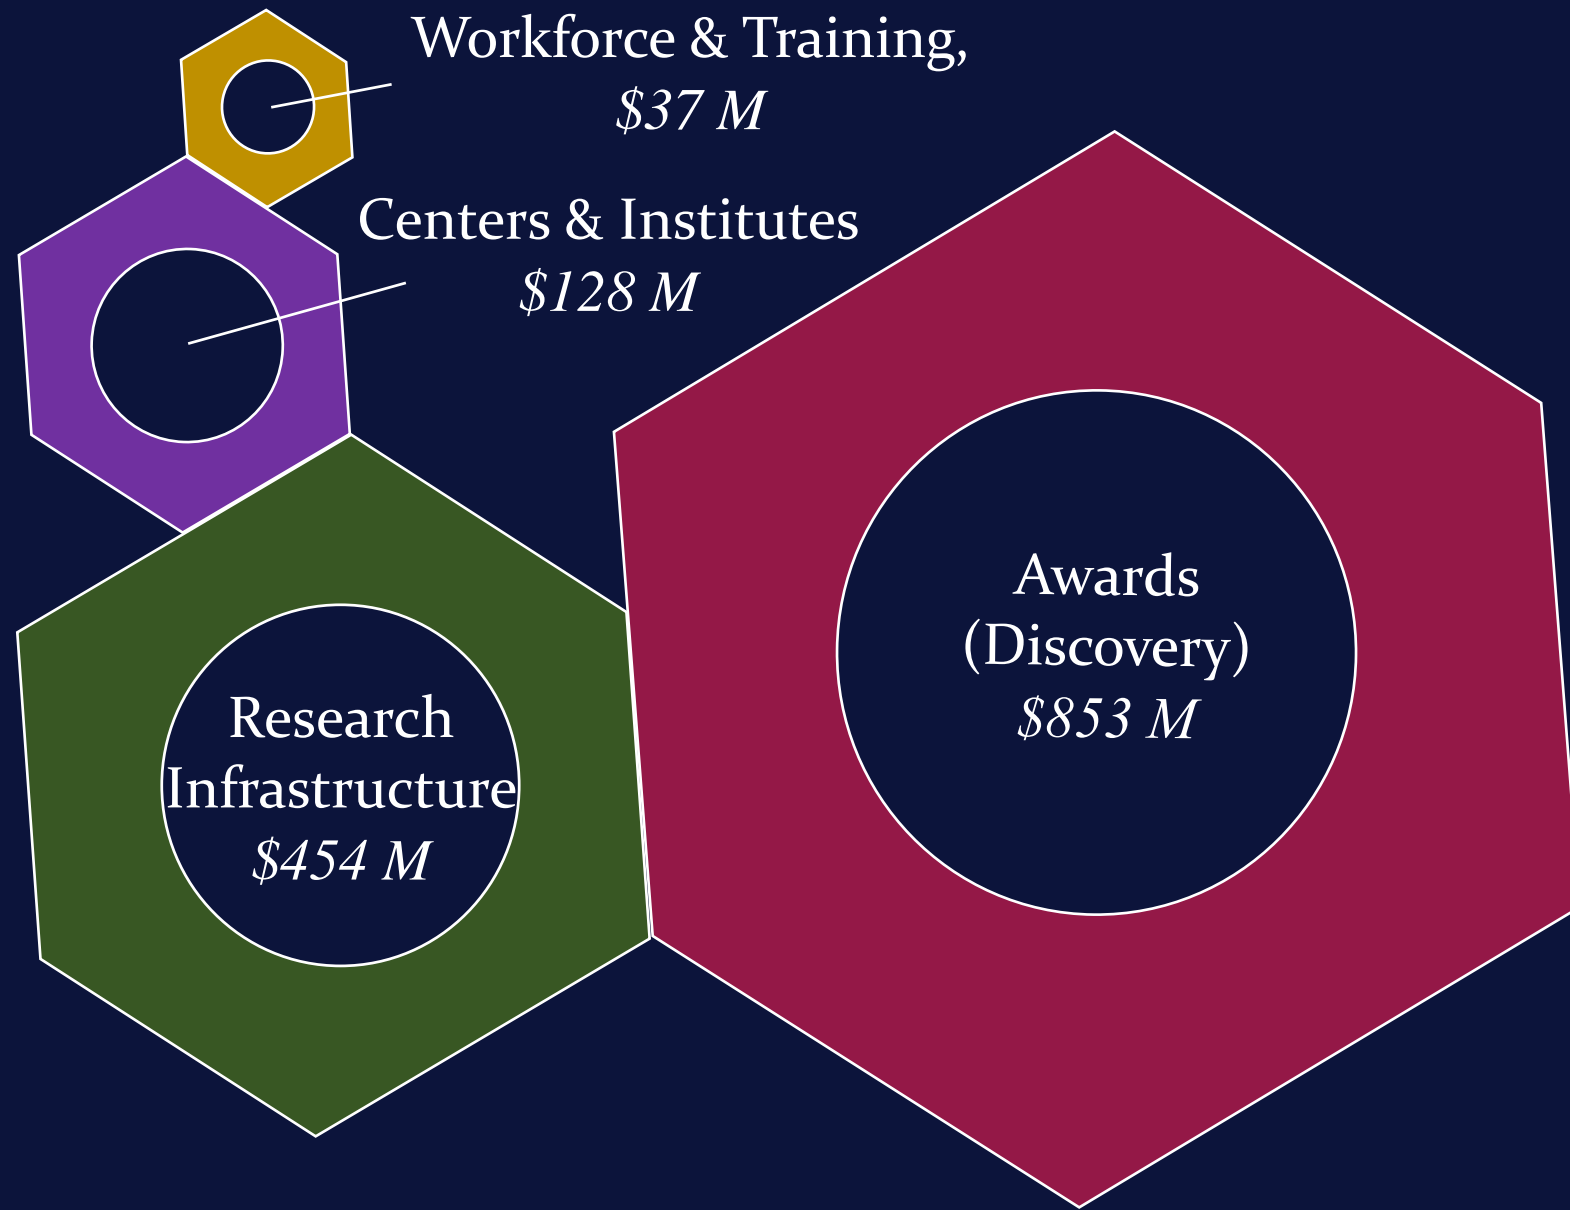 Workforce & Training,
$37 M
Centers & Institutes
$128 M
Awards
(Discovery)
$853 M
Research
Infrastructure
$454 M